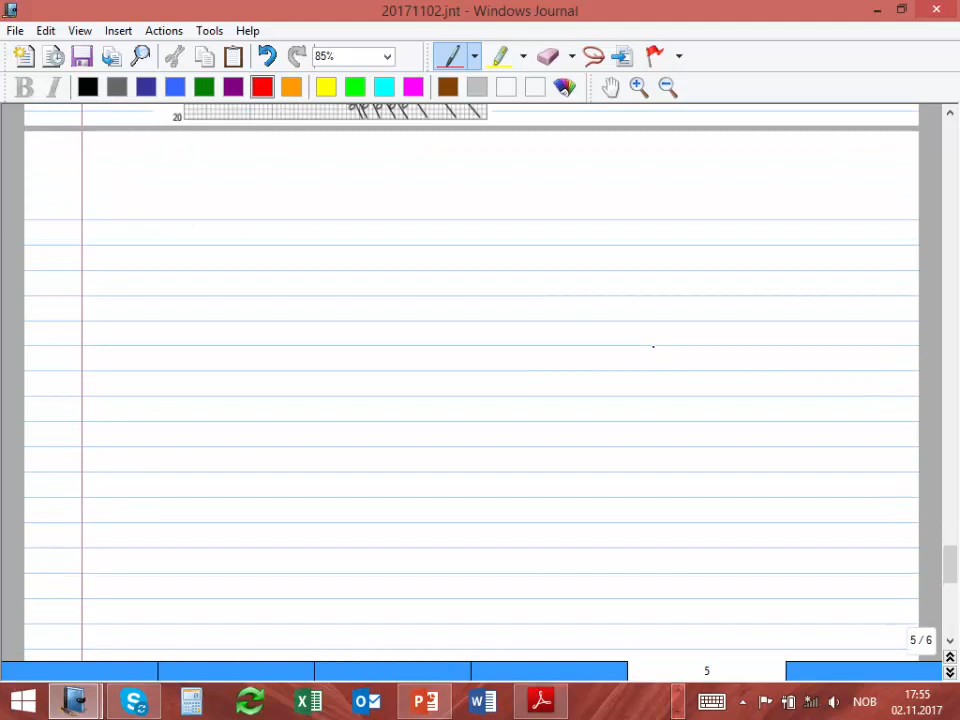 20171102.jnt - Windows Journal
File Edit View Insert Actions Tools Help
85%
B I
20
5 / 6
5
NOB
17:55
02.11.2017